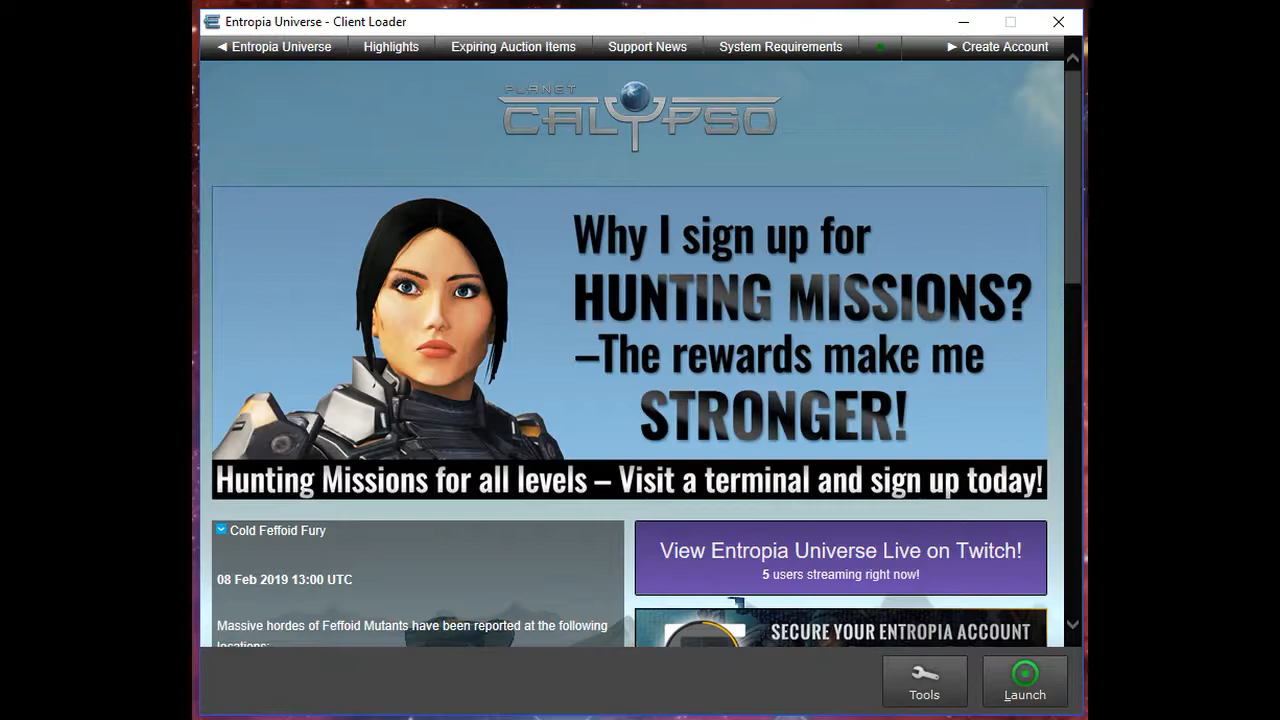 Entropia Universe - Client Loader
◀ Entropia Universe
Highlights
Expiring Auction Items
Support News
System Requirements
▶ Create Account
PLANET
CALYPSO
Why I sign up for
HUNTING MISSIONS?
–The rewards make me
STRONGER!
Hunting Missions for all levels – Visit a terminal and sign up today!
Cold Feffoid Fury
08 Feb 2019 13:00 UTC
Massive hordes of Feffoid Mutants have been reported at the following
locations:
View Entropia Universe Live on Twitch!
5 users streaming right now!
SECURE YOUR ENTROPIA ACCOUNT
Tools
Launch